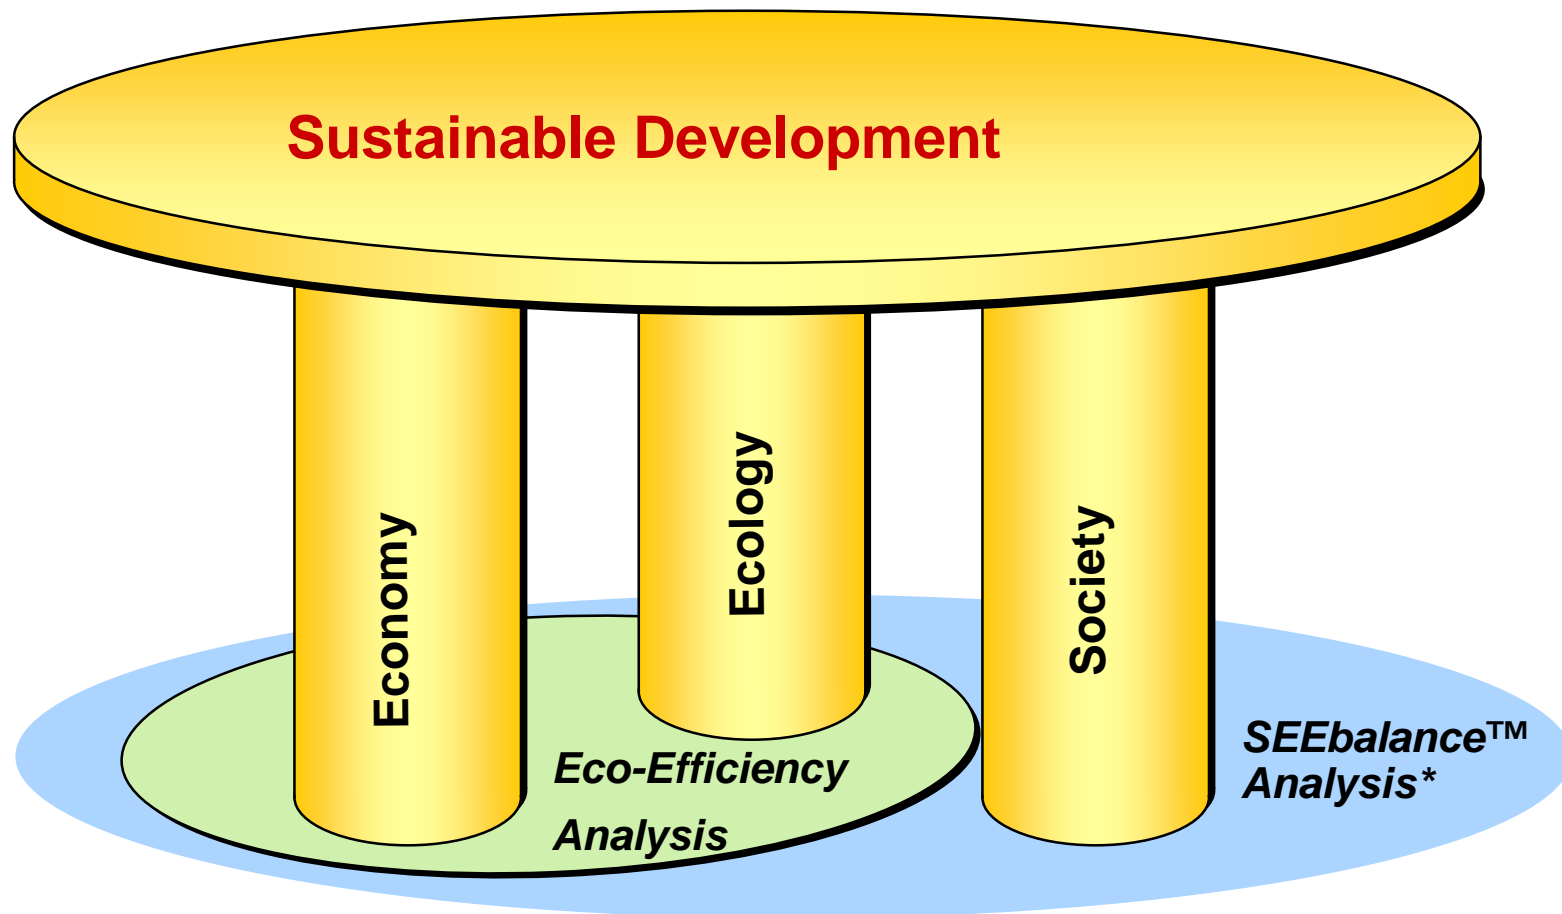 Sustainable Development
Economy
Ecology
Society
Eco-Efficiency
Analysis
SEEbalance™
Analysis*